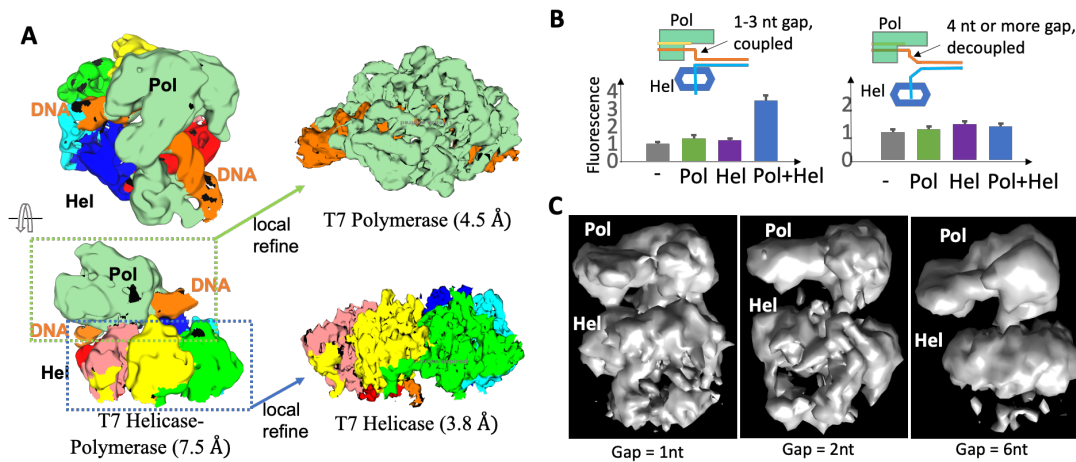 A
Pol
DNA
DNA
Hel
local
refine
T7 Polymerase (4.5 Å)
Pol
DNA
DNA
Hel
local
refine
T7 Helicase-
Polymerase (7.5 Å)
T7 Helicase (3.8 Å)
B
Pol
1-3 nt gap,
coupled
Hel
Fluorescence
4
3
2
1
- Pol Hel Pol+Hel
Pol
4 nt or more gap,
decoupled
Hel
2
1
- Pol Hel Pol+Hel
C
Pol
Hel
Gap = 1nt
Pol
Hel
Gap = 2nt
Pol
Hel
Gap = 6nt